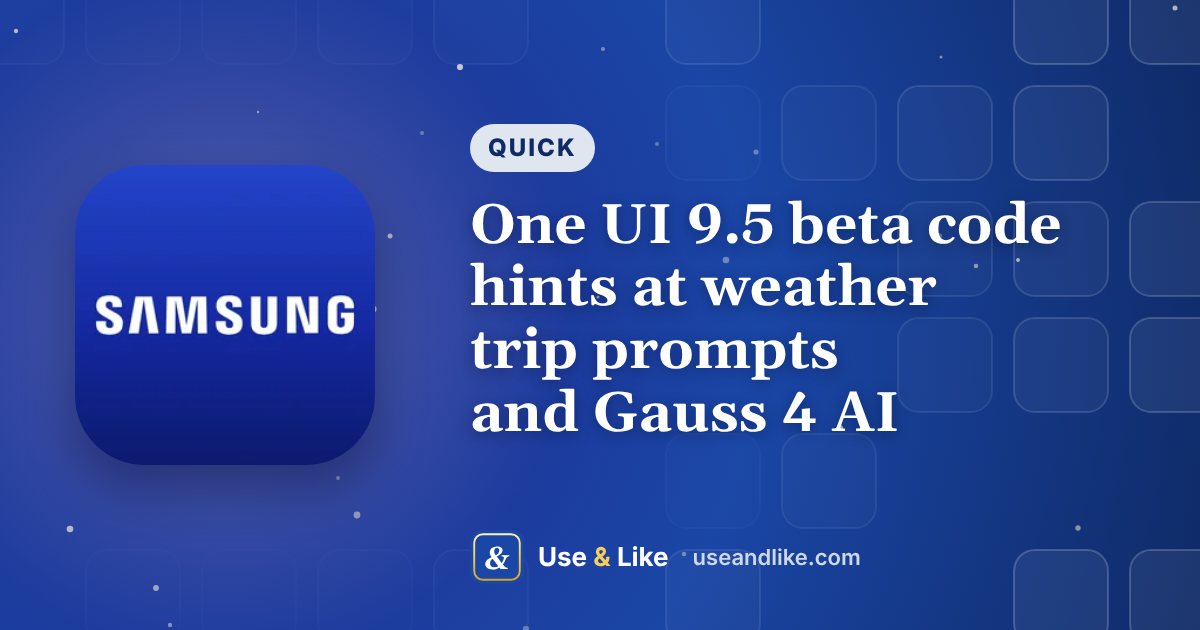 SAMSUNG
QUICK
One UI 9.5 beta code
hints at weather
trip prompts
and Gauss 4 AI
& Use & Like · useandlike.com